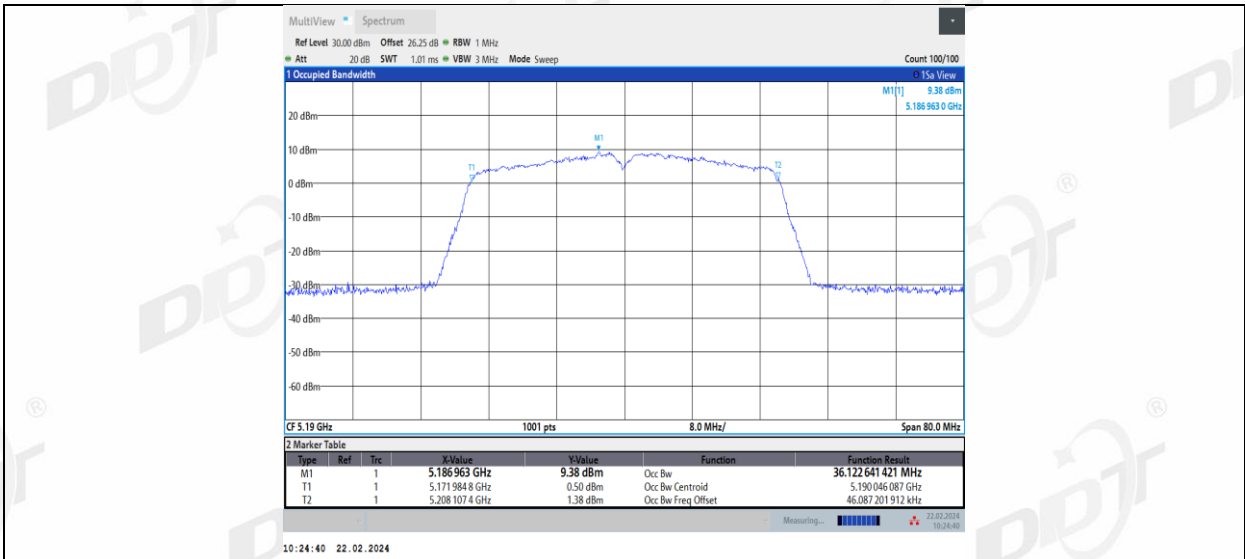 MultiView Spectrum
Ref Level 30.00 dBm Offset 26.25 dB RBW 1 MHz
Att 20 dB SWT 1.01 ms VBW 3 MHz Mode Sweep Count 100/100
1 Occupied Bandwidth 1Sa View
M1[1] 9.38 dBm
5.186 963 0 GHz
20 dBm
M1
10 dBm
T1 T2
0 dBm
-10 dBm
-20 dBm
-30 dBm
-40 dBm
-50 dBm
-60 dBm
CF 5.19 GHz 1001 pts 8.0 MHz/ Span 80.0 MHz
2 Marker Table
Type Ref Trc X-Value Y-Value Function Function Result
M1 1 5.186 963 GHz 9.38 dBm Occ Bw 36.122 641 421 MHz
T1 1 5.171 984 8 GHz 0.50 dBm Occ Bw Centroid 5.190 046 087 GHz
T2 1 5.208 107 4 GHz 1.38 dBm Occ Bw Freq Offset 46.087 201 912 kHz
Measuring... 22.02.2024
10:24:40
10:24:40 22.02.2024
DDT
®